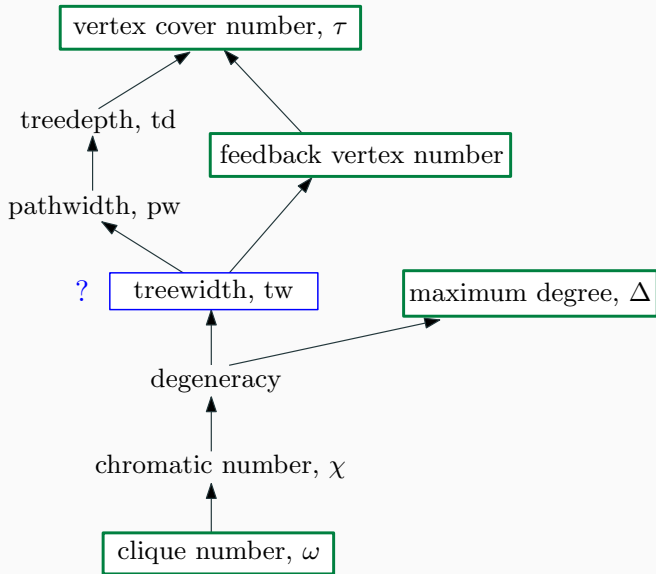 vertex cover number, τ
treedepth, td
feedback vertex number
pathwidth, pw
? treewidth, tw
maximum degree, Δ
degeneracy
chromatic number, χ
clique number, ω